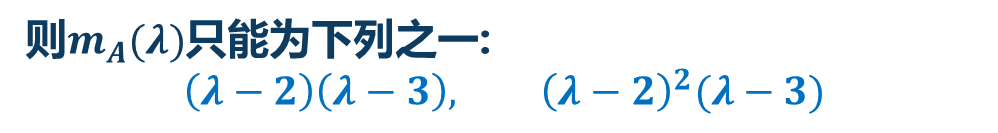 则m_A(λ)只能为下列之一:
(λ − 2)(λ − 3), (λ − 2)²(λ − 3)